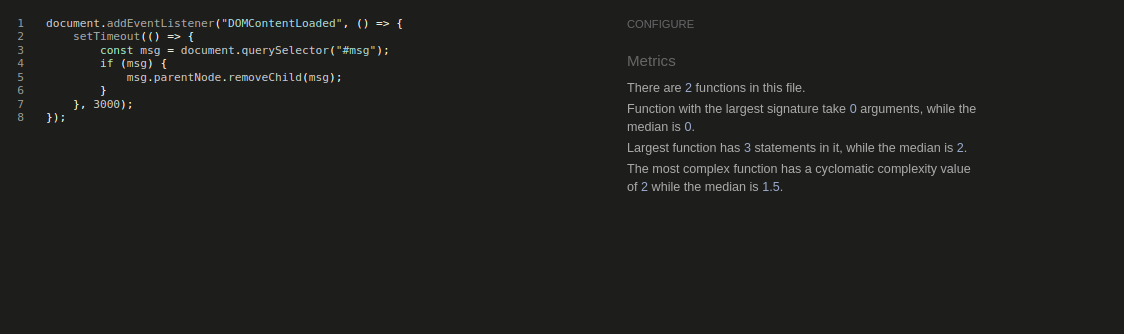 1 document.addEventListener("DOMContentLoaded", () => {
2 setTimeout(() => {
3 const msg = document.querySelector("#msg");
4 if (msg) {
5 msg.parentNode.removeChild(msg);
6 }
7 }, 3000);
8 });
CONFIGURE
Metrics
There are 2 functions in this file.
Function with the largest signature take 0 arguments, while the
median is 0.
Largest function has 3 statements in it, while the median is 2.
The most complex function has a cyclomatic complexity value
of 2 while the median is 1.5.